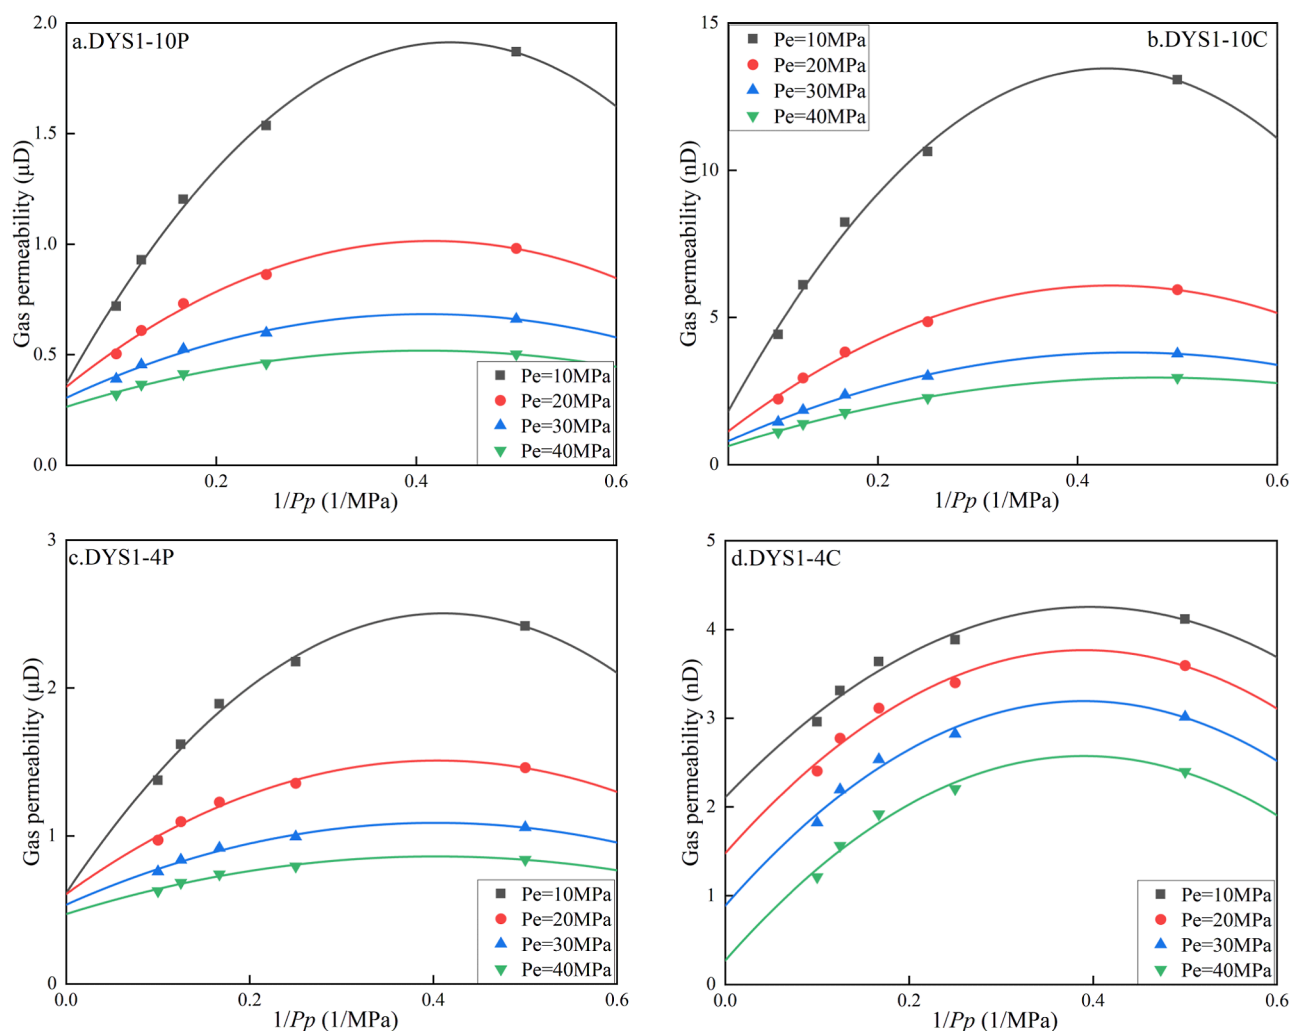 a.DYS1-10P
Gas permeability (μD)
2.0
1.5
1.0
0.5
0.0
0.2
0.4
0.6
1/Pp (1/MPa)
Pe=10MPa
Pe=20MPa
Pe=30MPa
Pe=40MPa
b.DYS1-10C
Gas permeability (nD)
15
10
5
0
0.2
0.4
0.6
1/Pp (1/MPa)
Pe=10MPa
Pe=20MPa
Pe=30MPa
Pe=40MPa
c.DYS1-4P
Gas permeability (μD)
3
2
1
0
0.0
0.2
0.4
0.6
1/Pp (1/MPa)
Pe=10MPa
Pe=20MPa
Pe=30MPa
Pe=40MPa
d.DYS1-4C
Gas permeability (nD)
5
4
3
2
1
0
0.0
0.2
0.4
0.6
1/Pp (1/MPa)
Pe=10MPa
Pe=20MPa
Pe=30MPa
Pe=40MPa